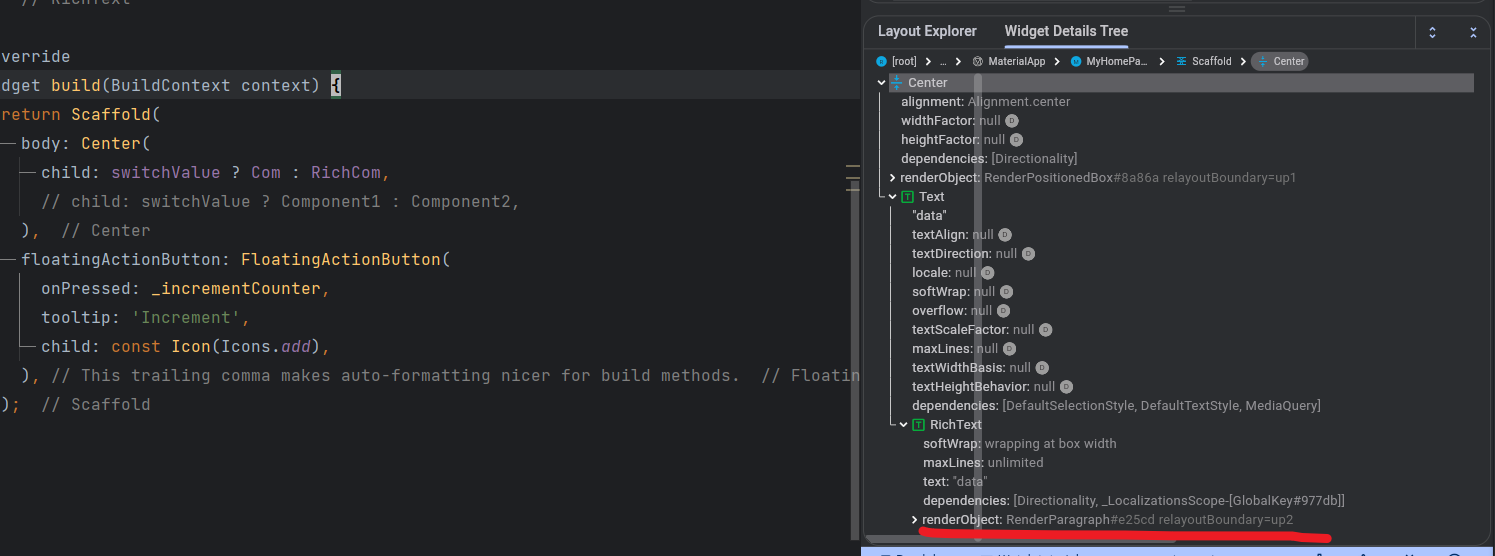 // RichText
verride
dget build(BuildContext context) {
return Scaffold(
body: Center(
child: switchValue ? Com : RichCom,
// child: switchValue ? Component1 : Component2,
), // Center
floatingActionButton: FloatingActionButton(
onPressed: _incrementCounter,
tooltip: 'Increment',
child: const Icon(Icons.add),
), // This trailing comma makes auto-formatting nicer for build methods. // Floatin
); // Scaffold
Layout Explorer Widget Details Tree
[root] > ... > MaterialApp > MyHomePa... > Scaffold > Center
Center
alignment: Alignment.center
widthFactor: null D
heightFactor: null D
dependencies: [Directionality]
renderObject: RenderPositionedBox#8a86a relayoutBoundary=up1
T Text
"data"
textAlign: null D
textDirection: null D
locale: null D
softWrap: null D
overflow: null D
textScaleFactor: null D
maxLines: null D
textWidthBasis: null D
textHeightBehavior: null D
dependencies: [DefaultSelectionStyle, DefaultTextStyle, MediaQuery]
T RichText
softWrap: wrapping at box width
maxLines: unlimited
text: "data"
dependencies: [Directionality, _LocalizationsScope-[GlobalKey#977db]]
renderObject: RenderParagraph#e25cd relayoutBoundary=up2